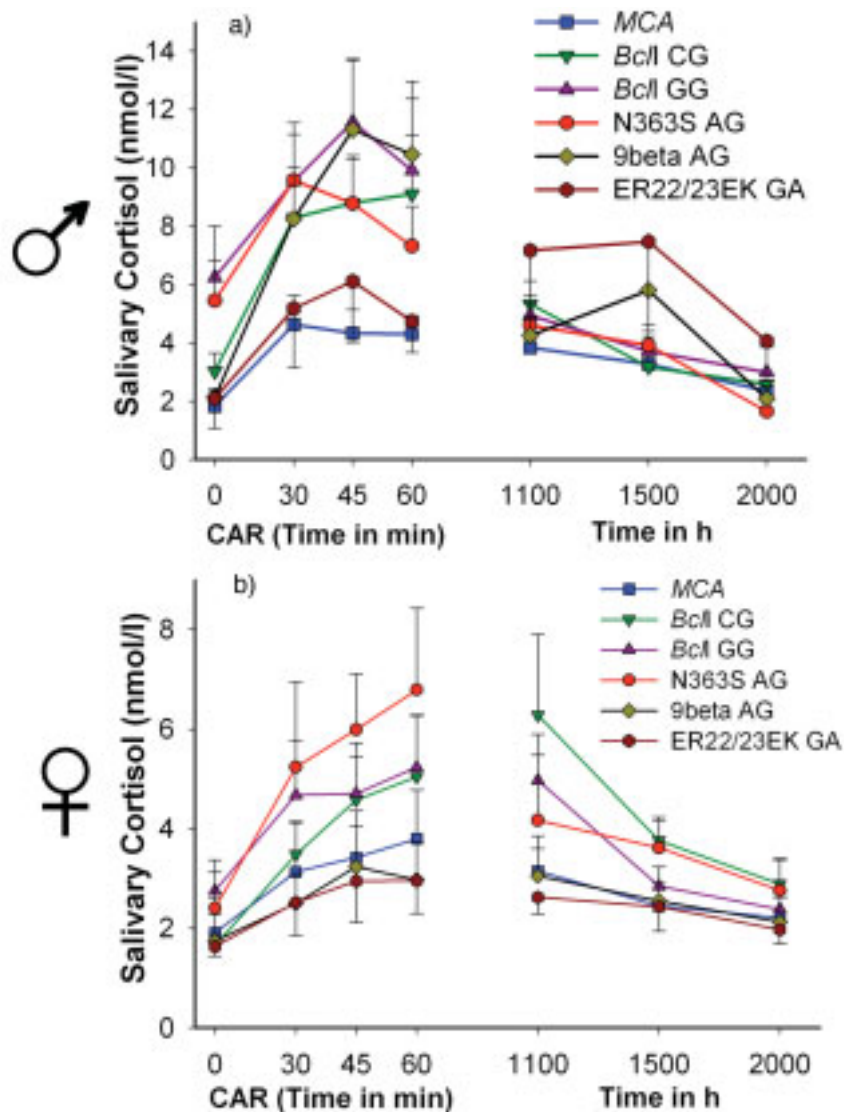 a)
MCA
BclI CG
BclI GG
N363S AG
9beta AG
ER22/23EK GA
Salivary Cortisol (nmol/l)
14
12
10
8
6
4
2
0
0 30 45 60 1100 1500 2000
CAR (Time in min) Time in h
b)
MCA
BclI CG
BclI GG
N363S AG
9beta AG
ER22/23EK GA
Salivary Cortisol (nmol/l)
8
6
4
2
0
0 30 45 60 1100 1500 2000
CAR (Time in min) Time in h